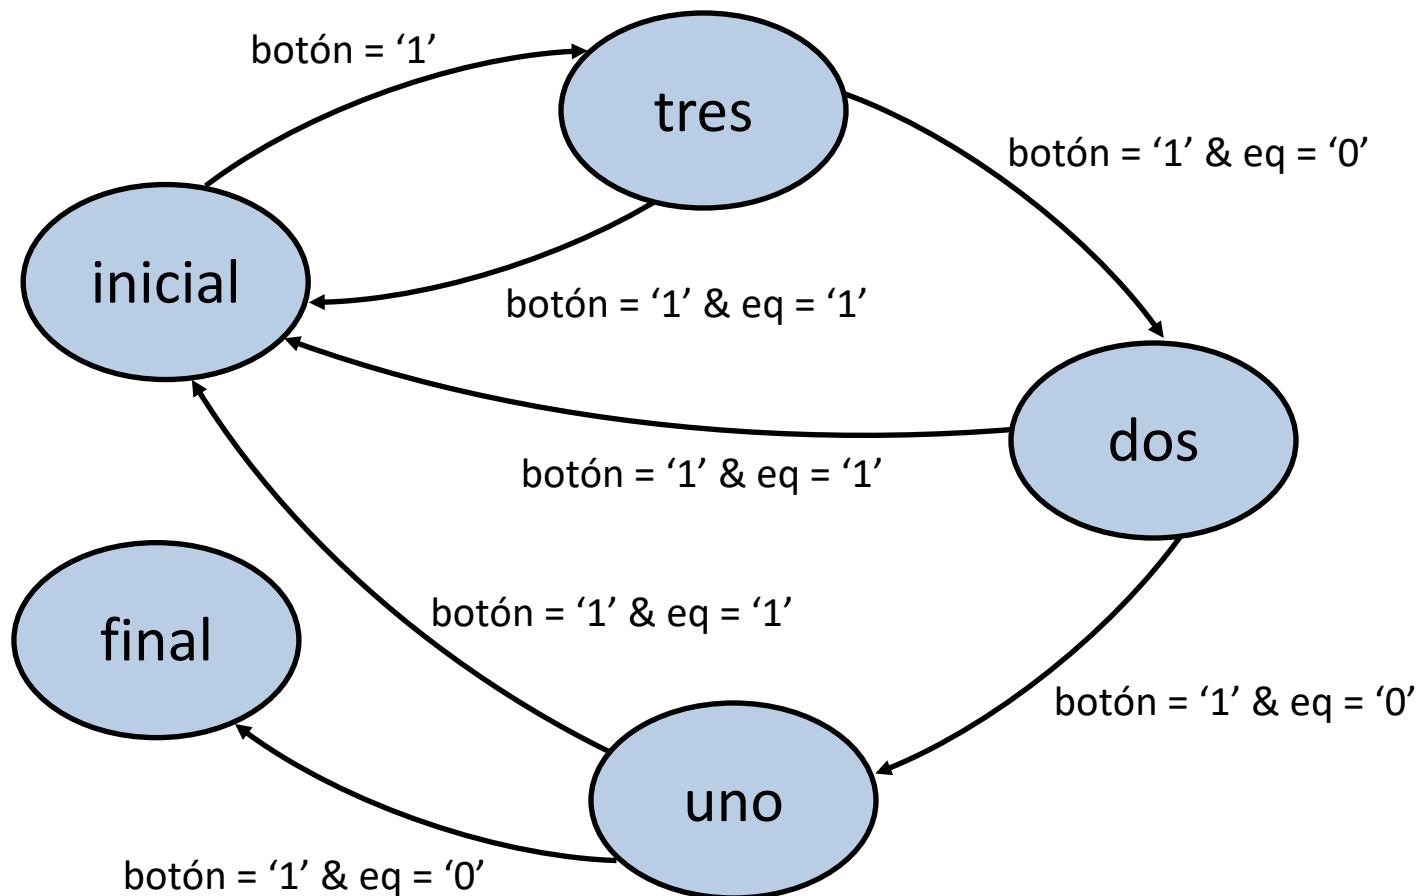 botón = ‘1’
tres
botón = ‘1’ & eq = ‘0’
inicial
botón = ‘1’ & eq = ‘1’
dos
botón = ‘1’ & eq = ‘1’
botón = ‘1’ & eq = ‘1’
final
botón = ‘1’ & eq = ‘0’
uno
botón = ‘1’ & eq = ‘0’